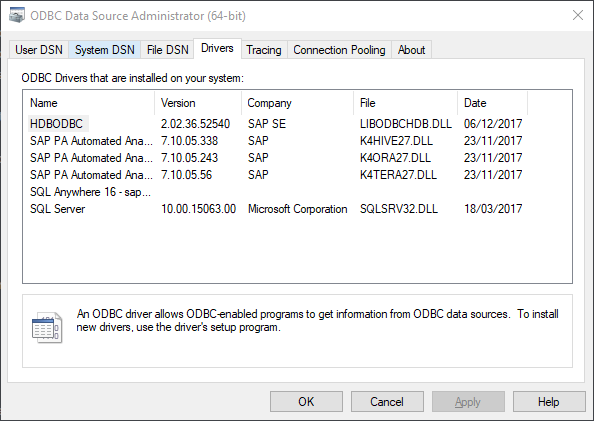 ODBC Data Source Administrator (64-bit)
User DSN System DSN File DSN Drivers Tracing Connection Pooling About
ODBC Drivers that are installed on your system:
Name Version Company File Date
HDBODBC 2.02.36.52540 SAP SE LIBODBCHDB.DLL 06/12/2017
SAP PA Automated Ana... 7.10.05.338 SAP K4HIVE27.DLL 23/11/2017
SAP PA Automated Ana... 7.10.05.243 SAP K4ORA27.DLL 23/11/2017
SAP PA Automated Ana... 7.10.05.56 SAP K4TERA27.DLL 23/11/2017
SQL Anywhere 16 - sap...
SQL Server 10.00.15063.00 Microsoft Corporation SQLSRV32.DLL 18/03/2017
An ODBC driver allows ODBC-enabled programs to get information from ODBC data sources. To install
new drivers, use the driver's setup program.
OK Cancel Apply Help